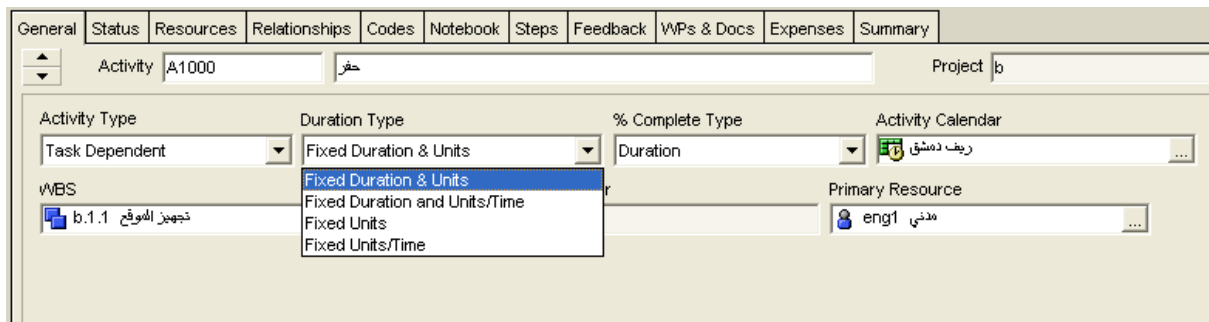 General Status Resources Relationships Codes Notebook Steps Feedback WPs & Docs Expenses Summary
Activity A1000 حفر Project b
Activity Type Duration Type % Complete Type Activity Calendar
Task Dependent Fixed Duration & Units Duration ريف دمشق ...
Fixed Duration & Units
WBS Primary Resource
Fixed Duration and Units/Time
b.1.1 تجهيز الموقع Fixed Units eng1 مدني ...
Fixed Units/Time